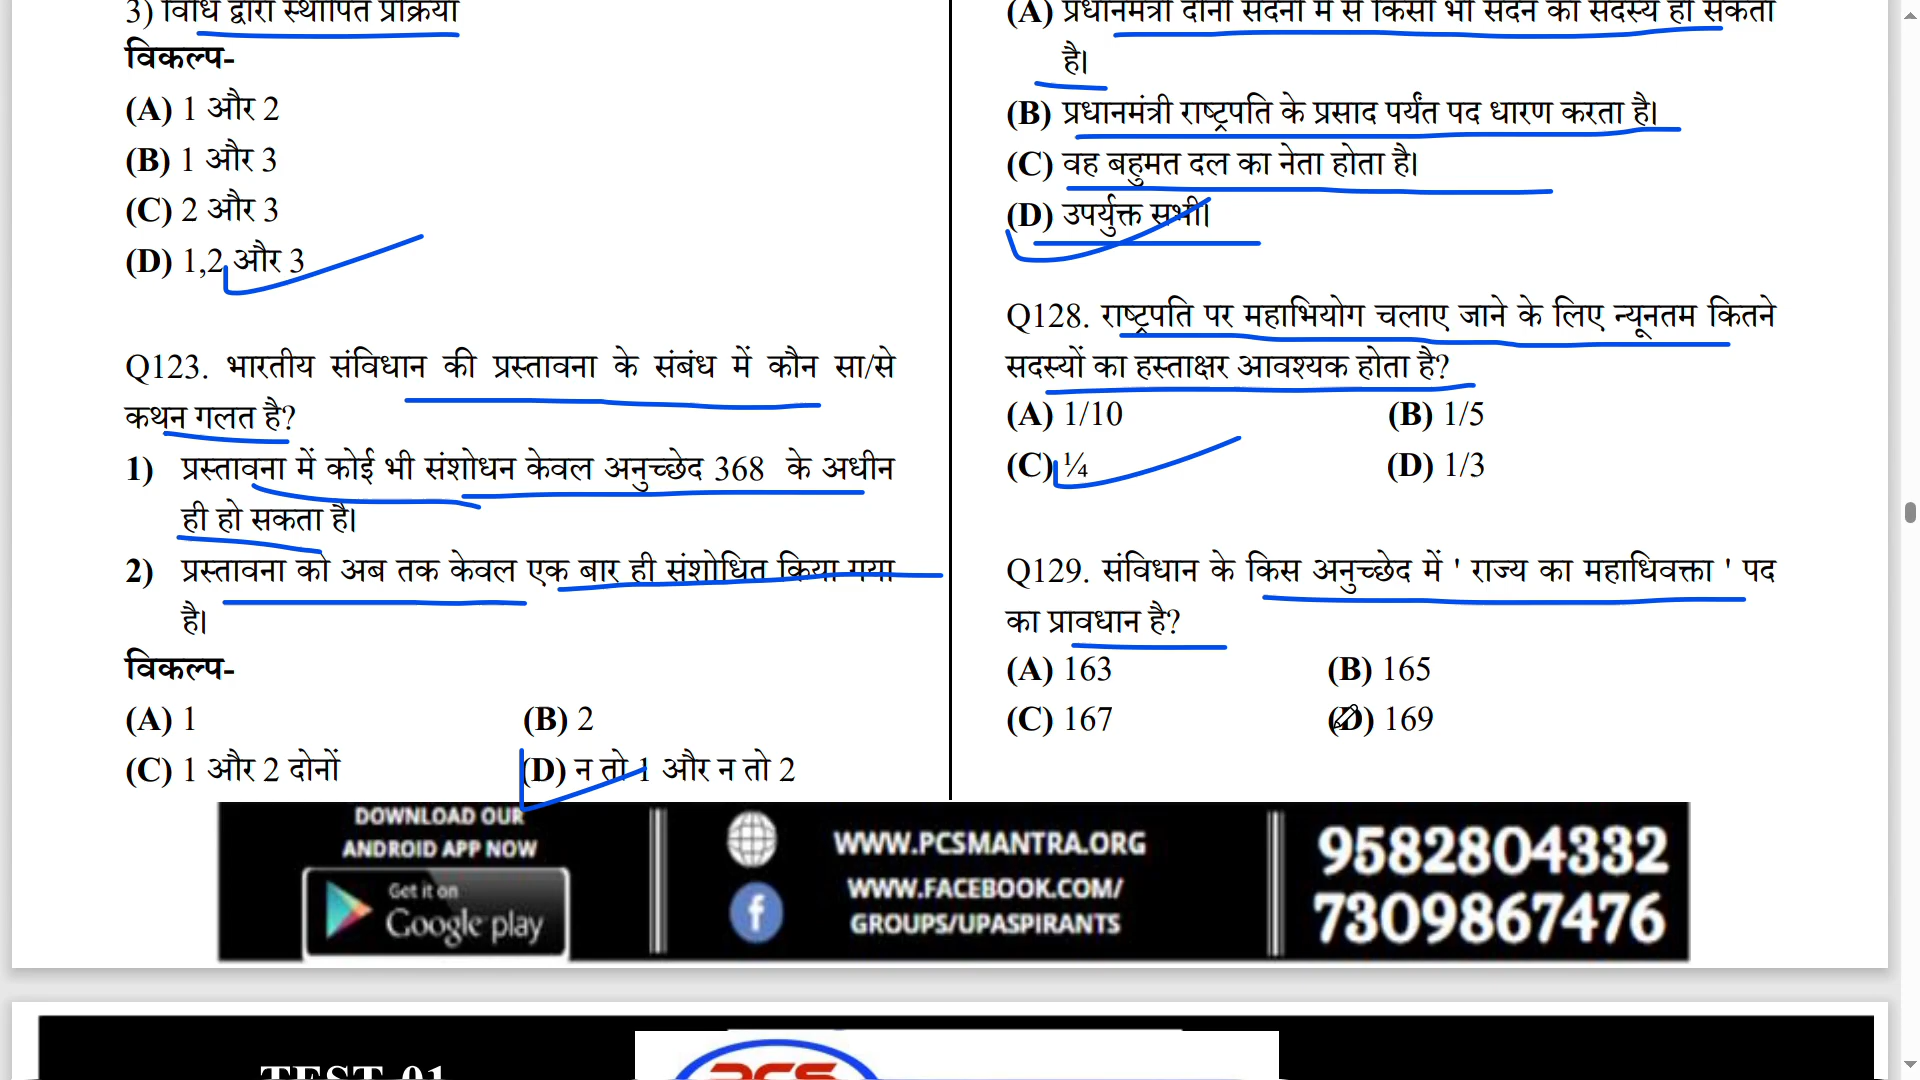 3) विधि द्वारा स्थापित प्रक्रिया
विकल्प-
(A) 1 और 2
(B) 1 और 3
(C) 2 और 3
(D) 1,2 और 3
Q123. भारतीय संविधान की प्रस्तावना के संबंध में कौन सा/से
कथन गलत है?
1) प्रस्तावना में कोई भी संशोधन केवल अनुच्छेद 368 के अधीन
ही हो सकता है।
2) प्रस्तावना को अब तक केवल एक बार ही संशोधित किया गया
है।
विकल्प-
(A) 1 (B) 2
(C) 1 और 2 दोनों (D) न तो 1 और न तो 2
(A) प्रधानमंत्री दोनों सदनों में से किसी भी सदन का सदस्य हो सकता
है।
(B) प्रधानमंत्री राष्ट्रपति के प्रसाद पर्यंत पद धारण करता है।
(C) वह बहुमत दल का नेता होता है।
(D) उपर्युक्त सभी।
Q128. राष्ट्रपति पर महाभियोग चलाए जाने के लिए न्यूनतम कितने
सदस्यों का हस्ताक्षर आवश्यक होता है?
(A) 1/10 (B) 1/5
(C) ¼ (D) 1/3
Q129. संविधान के किस अनुच्छेद में ' राज्य का महाधिवक्ता ' पद
का प्रावधान है?
(A) 163 (B) 165
(C) 167 (D) 169
DOWNLOAD OUR
ANDROID APP NOW
Get it on
Google play
WWW.PCSMANTRA.ORG
WWW.FACEBOOK.COM/
GROUPS/UPASPIRANTS
9582804332
7309867476
TEST-01
PCS